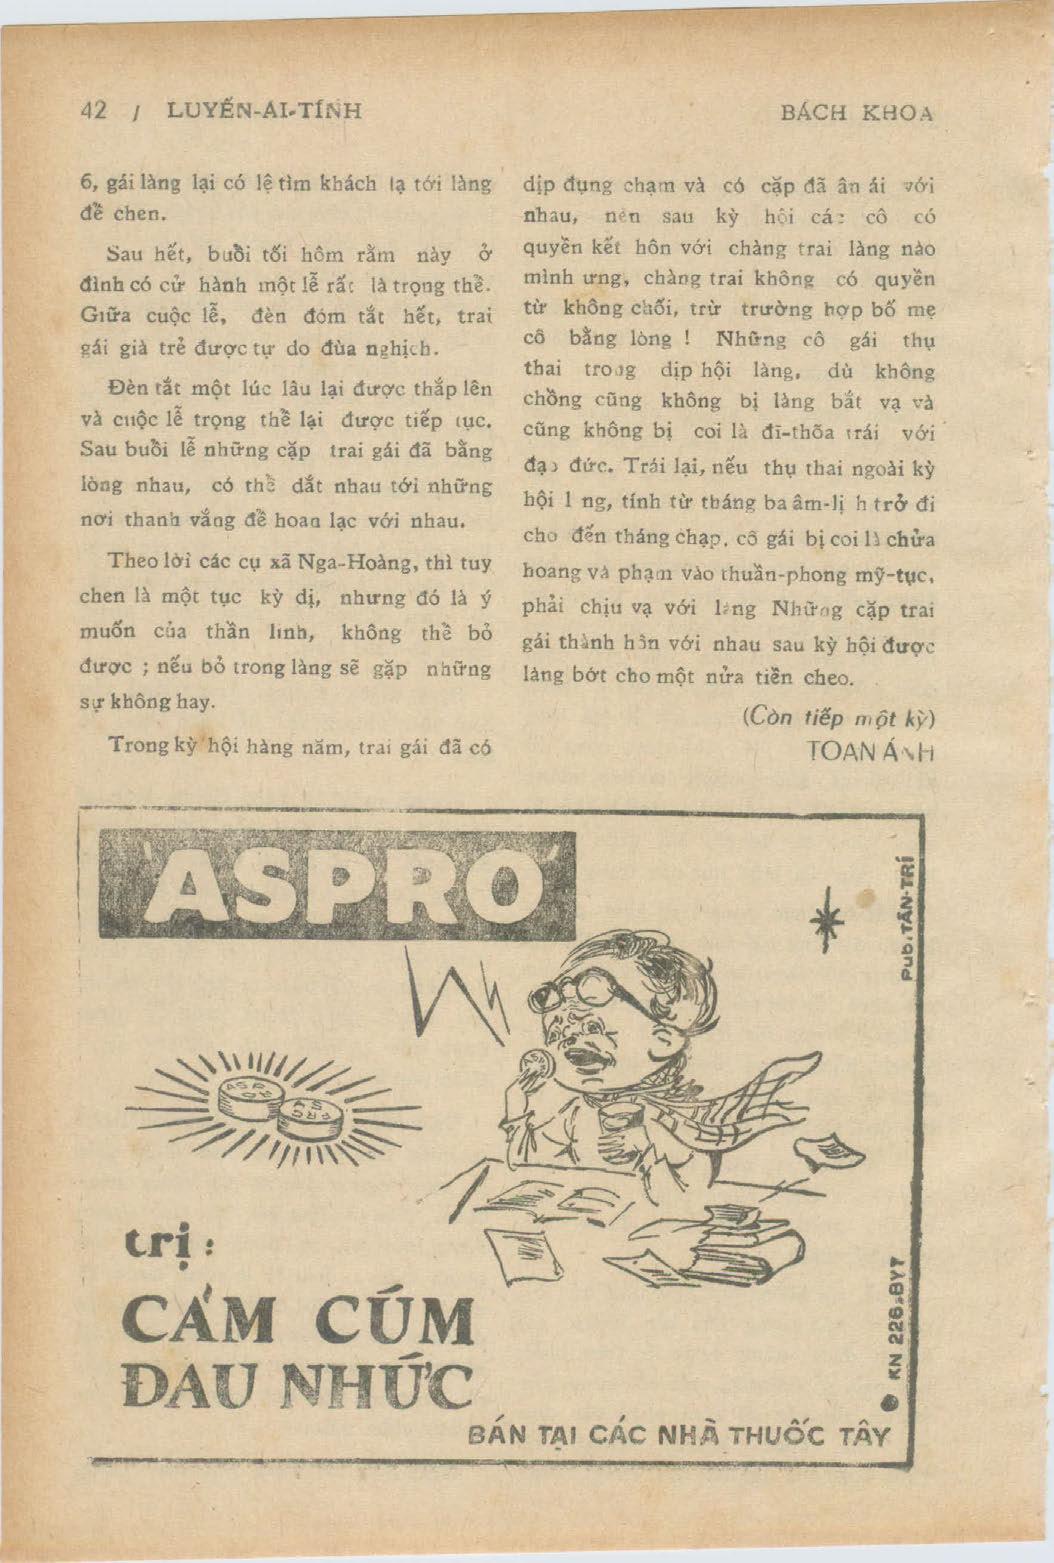 42 / LUYẾN-ÁI-TÍNH
BÁCH KHOA
6, gái làng lại có lệ tìm khách lạ tới làng
để chen.
Sau hết, buổi tối hôm rằm này ở
đình có cử hành một lễ rất là trọng thể.
Giữa cuộc lễ, đèn đóm tắt hết, trai
gái già trẻ được tự do đùa nghịch.
Đèn tắt một lúc lâu lại được thắp lên
và cuộc lễ trọng thể lại được tiếp tục.
Sau buổi lễ những cặp trai gái đã bằng
lòng nhau, có thể dắt nhau tới những
nơi thanh vắng để hoan lạc với nhau.
Theo lời các cụ xã Nga-Hoàng, thì tuy
chen là một tục kỳ dị, nhưng đó là ý
muốn của thần linh, không thể bỏ
được ; nếu bỏ trong làng sẽ gặp những
sự không hay.
Trong kỳ hội hàng năm, trai gái đã có
dịp đụng chạm và có cặp đã ân ái với
nhau, nên sau kỳ hội các cô có
quyền kết hôn với chàng trai làng nào
mình ưng, chàng trai không có quyền
từ không chối, trừ trường hợp bố mẹ
cô bằng lòng ! Những cô gái thụ
thai trong dịp hội làng, dù không
chồng cũng không bị làng bắt vạ và
cũng không bị coi là đĩ-thõa trái với
đạo đức. Trái lại, nếu thụ thai ngoài kỳ
hội l ng, tính từ tháng ba âm-lị h trở đi
cho đến tháng chạp, cô gái bị coi là chửa
hoang và phạm vào thuần-phong mỹ-tục,
phải chịu vạ với làng Những cặp trai
gái thành hôn với nhau sau kỳ hội được
làng bớt cho một nửa tiền cheo.
(Còn tiếp một kỳ)
TOAN ÁNH
'ASPRO'
Pub. TÂN-TRÍ
ASPRO
ASPRO
ASP
trị :
CẢM CÚM
ĐAU NHỨC
KN 226.BYT
BÁN TẠI CÁC NHÀ THUỐC TÂY